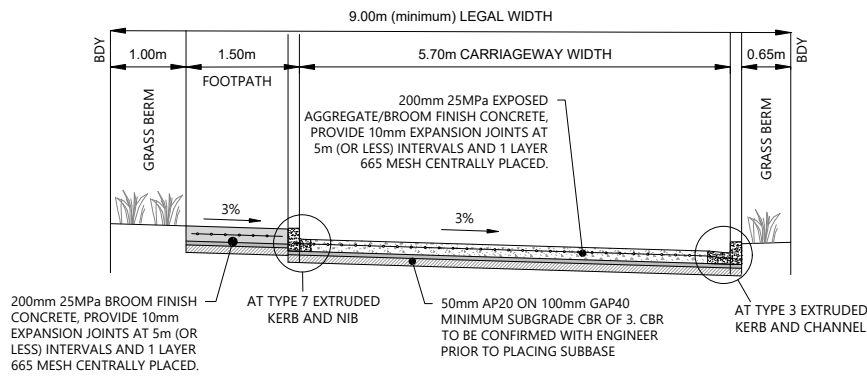 9.00m (minimum) LEGAL WIDTH
BDY
1.00m
1.50m
5.70m CARRIAGEWAY WIDTH
0.65m
BDY
FOOTPATH
GRASS BERM
200mm 25MPa EXPOSED
AGGREGATE/BROOM FINISH CONCRETE,
PROVIDE 10mm EXPANSION JOINTS AT
5m (OR LESS) INTERVALS AND 1 LAYER
665 MESH CENTRALLY PLACED.
GRASS BERM
3%
3%
200mm 25MPa BROOM FINISH
CONCRETE, PROVIDE 10mm
EXPANSION JOINTS AT 5m (OR
LESS) INTERVALS AND 1 LAYER
665 MESH CENTRALLY PLACED.
AT TYPE 7 EXTRUDED
KERB AND NIB
50mm AP20 ON 100mm GAP40
MINIMUM SUBGRADE CBR OF 3. CBR
TO BE CONFIRMED WITH ENGINEER
PRIOR TO PLACING SUBBASE
AT TYPE 3 EXTRUDED
KERB AND CHANNEL